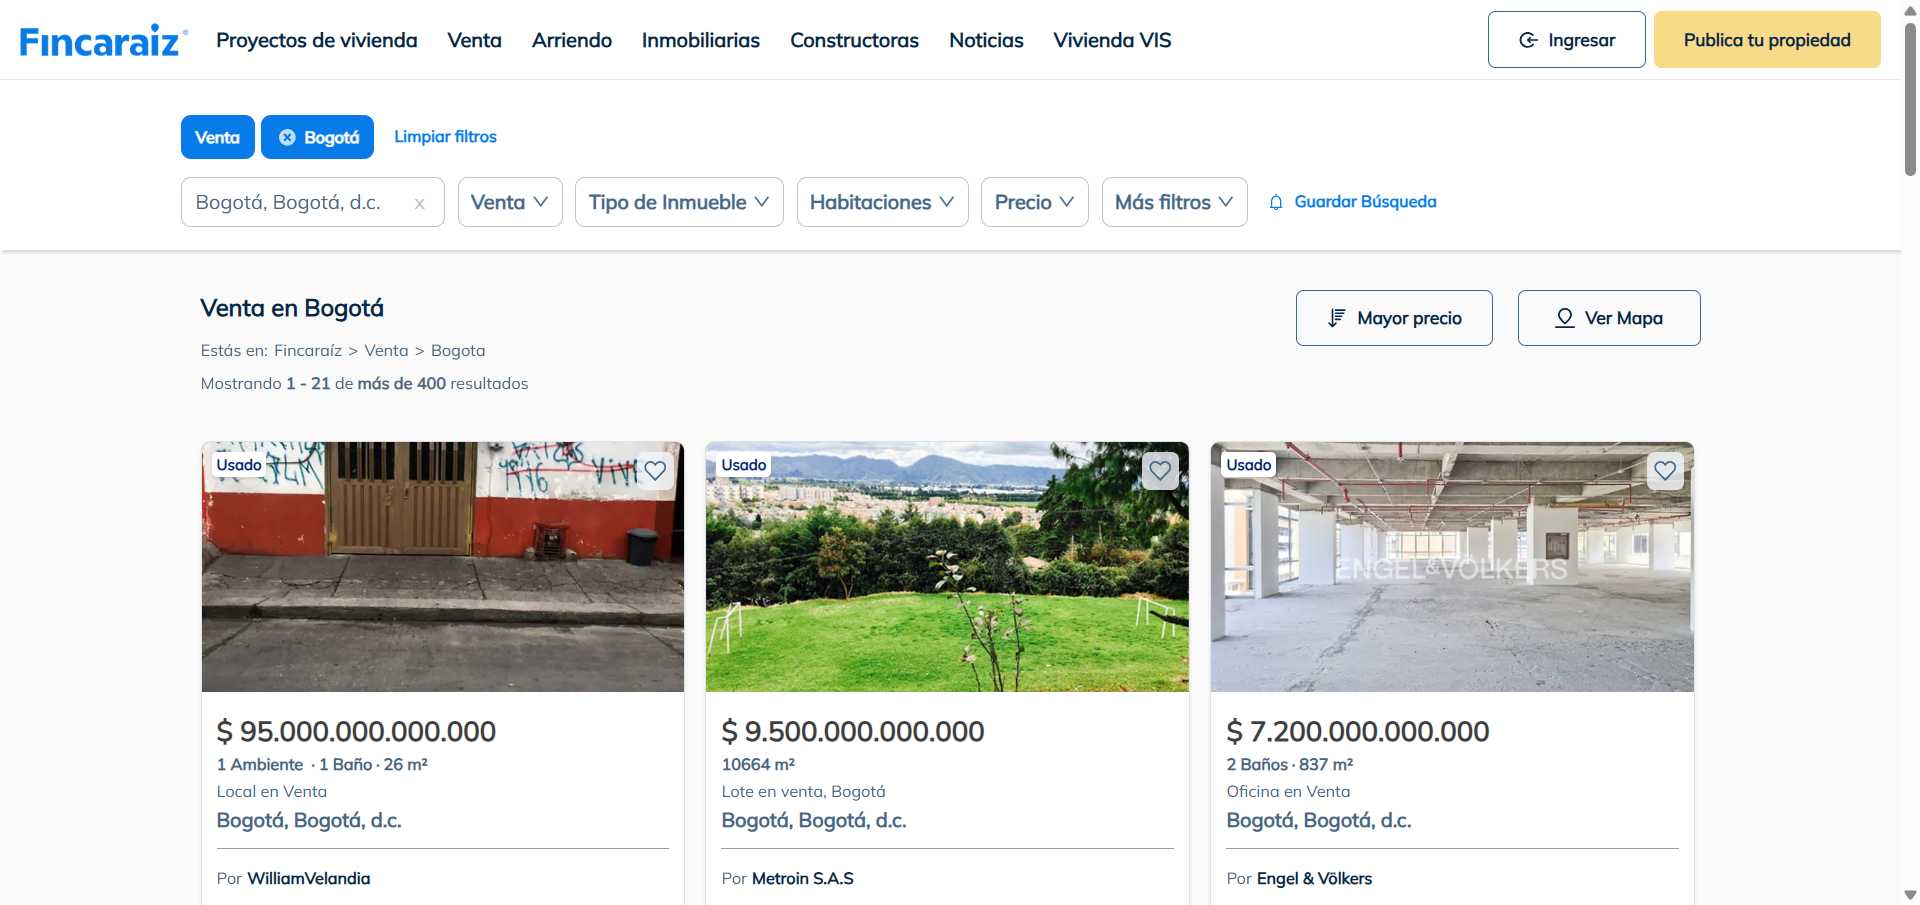 Fincaraiz
Proyectos de vivienda
Venta
Arriendo
Inmobiliarias
Constructoras
Noticias
Vivienda VIS
Ingresar
Publica tu propiedad
Venta
Bogotá
Limpiar filtros
Bogotá, Bogotá, d.c. x
Venta
Tipo de Inmueble
Habitaciones
Precio
Más filtros
Guardar Búsqueda
Venta en Bogotá
Mayor precio
Ver Mapa
Estás en: Fincaraíz > Venta > Bogota
Mostrando 1 - 21 de más de 400 resultados
Usado
$ 95.000.000.000.000
1 Ambiente · 1 Baño · 26 m²
Local en Venta
Bogotá, Bogotá, d.c.
Por WilliamVelandia
Usado
$ 9.500.000.000.000
10664 m²
Lote en venta, Bogotá
Bogotá, Bogotá, d.c.
Por Metroin S.A.S
Usado
ENGEL&VÖLKERS
$ 7.200.000.000.000
2 Baños · 837 m²
Oficina en Venta
Bogotá, Bogotá, d.c.
Por Engel & Völkers